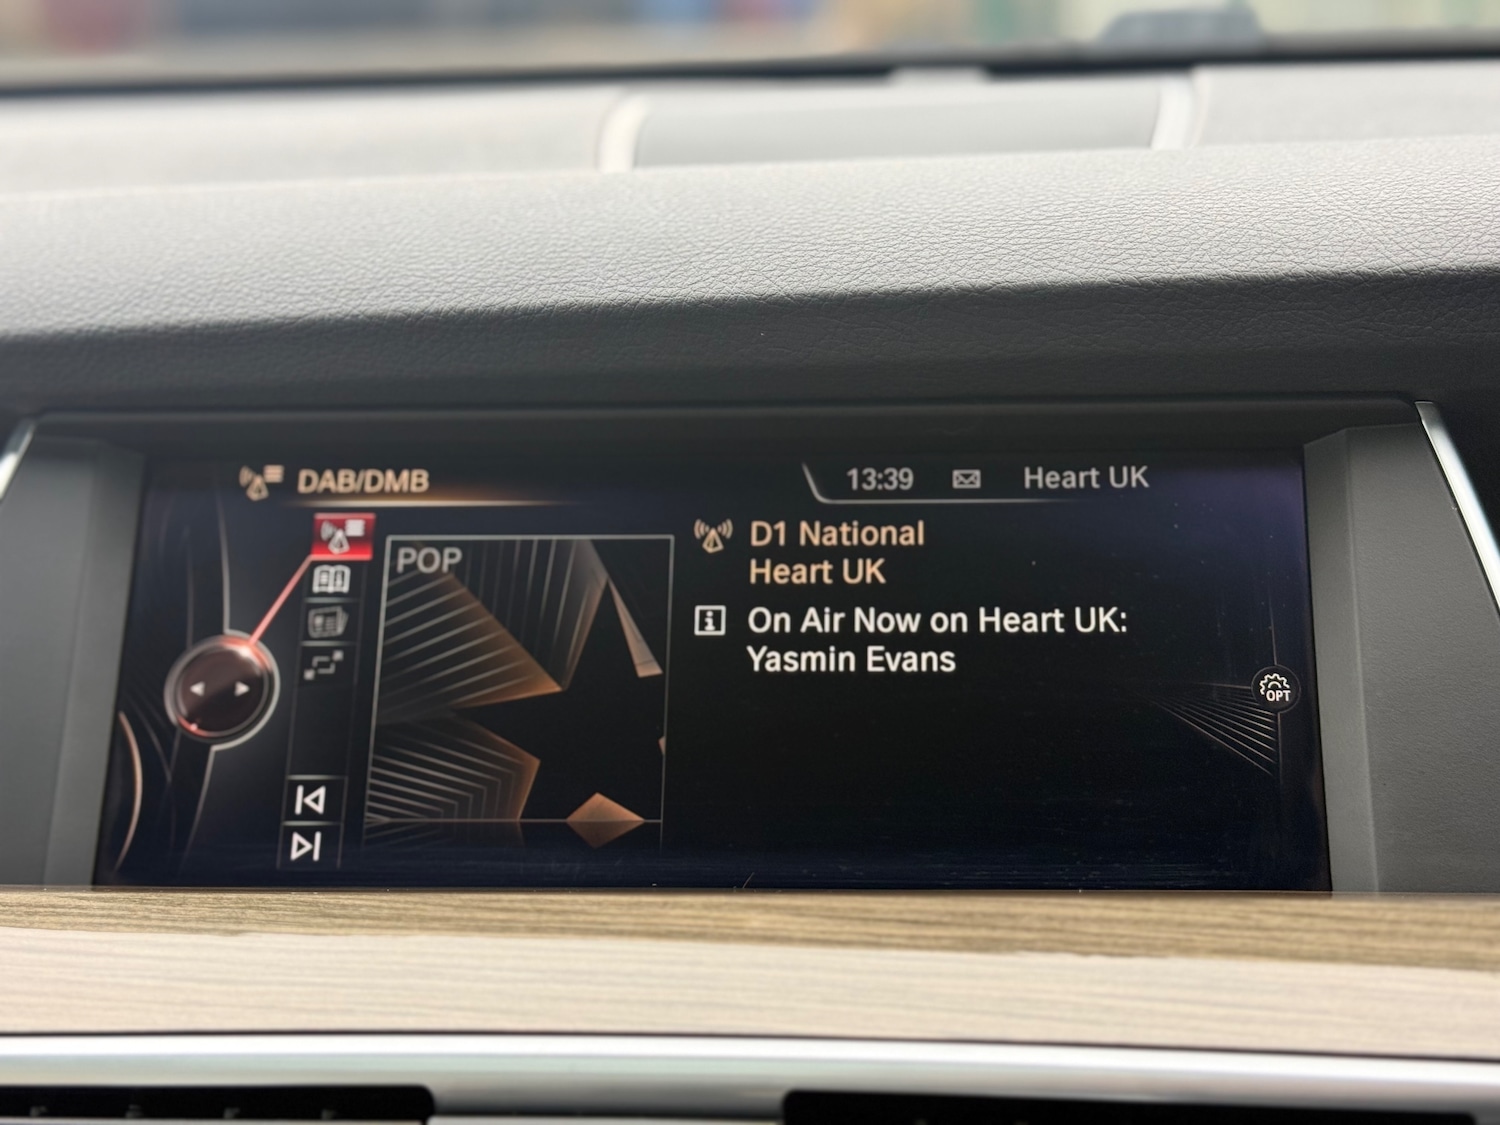 DAB/DMB
13:39
Heart UK
POP
D1 National
Heart UK
On Air Now on Heart UK:
Yasmin Evans
OPT